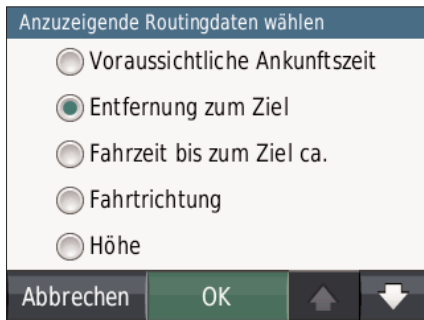 Anzuzeigende Routingdaten wählen
Voraussichtliche Ankunftszeit
Entfernung zum Ziel
Fahrzeit bis zum Ziel ca.
Fahrtrichtung
Höhe
Abbrechen OK